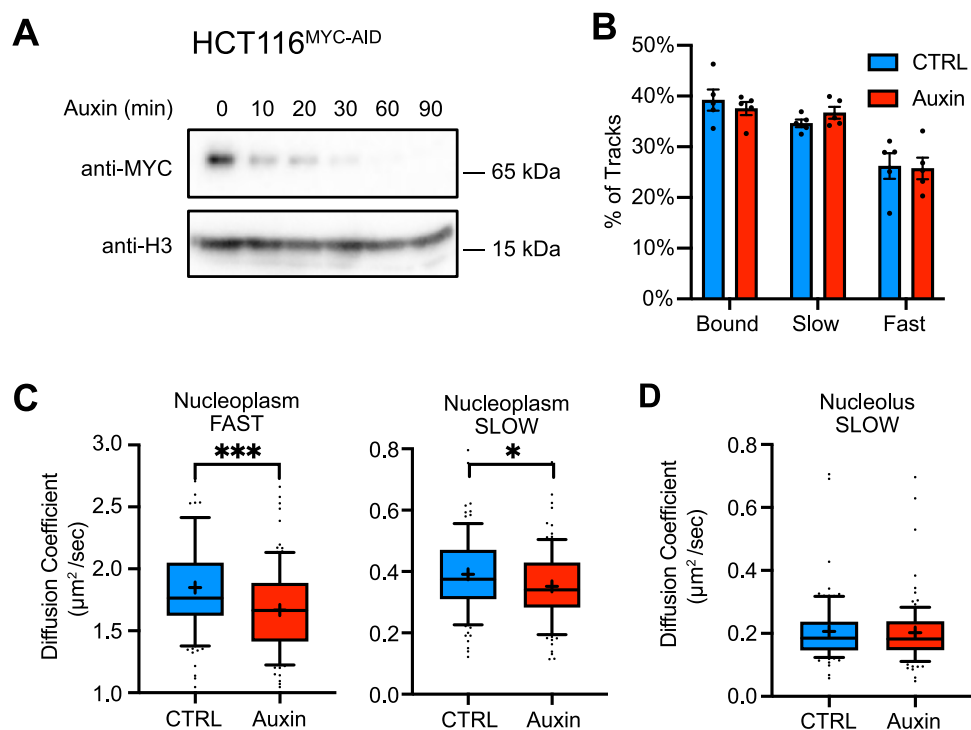 A
HCT116MYC-AID
Auxin (min) 0 10 20 30 60 90
anti-MYC
65 kDa
anti-H3
15 kDa
B
50%
40%
30%
20%
10%
0%
% of Tracks
CTRL
Auxin
Bound Slow Fast
C
Nucleoplasm
FAST
***
3.0
2.5
2.0
1.5
1.0
Diffusion Coefficient
(µm2/sec)
CTRL Auxin
Nucleoplasm
SLOW
*
0.8
0.6
0.4
0.2
0.0
CTRL Auxin
D
Nucleolus
SLOW
0.8
0.6
0.4
0.2
0.0
Diffusion Coefficient
(µm2/sec)
CTRL Auxin